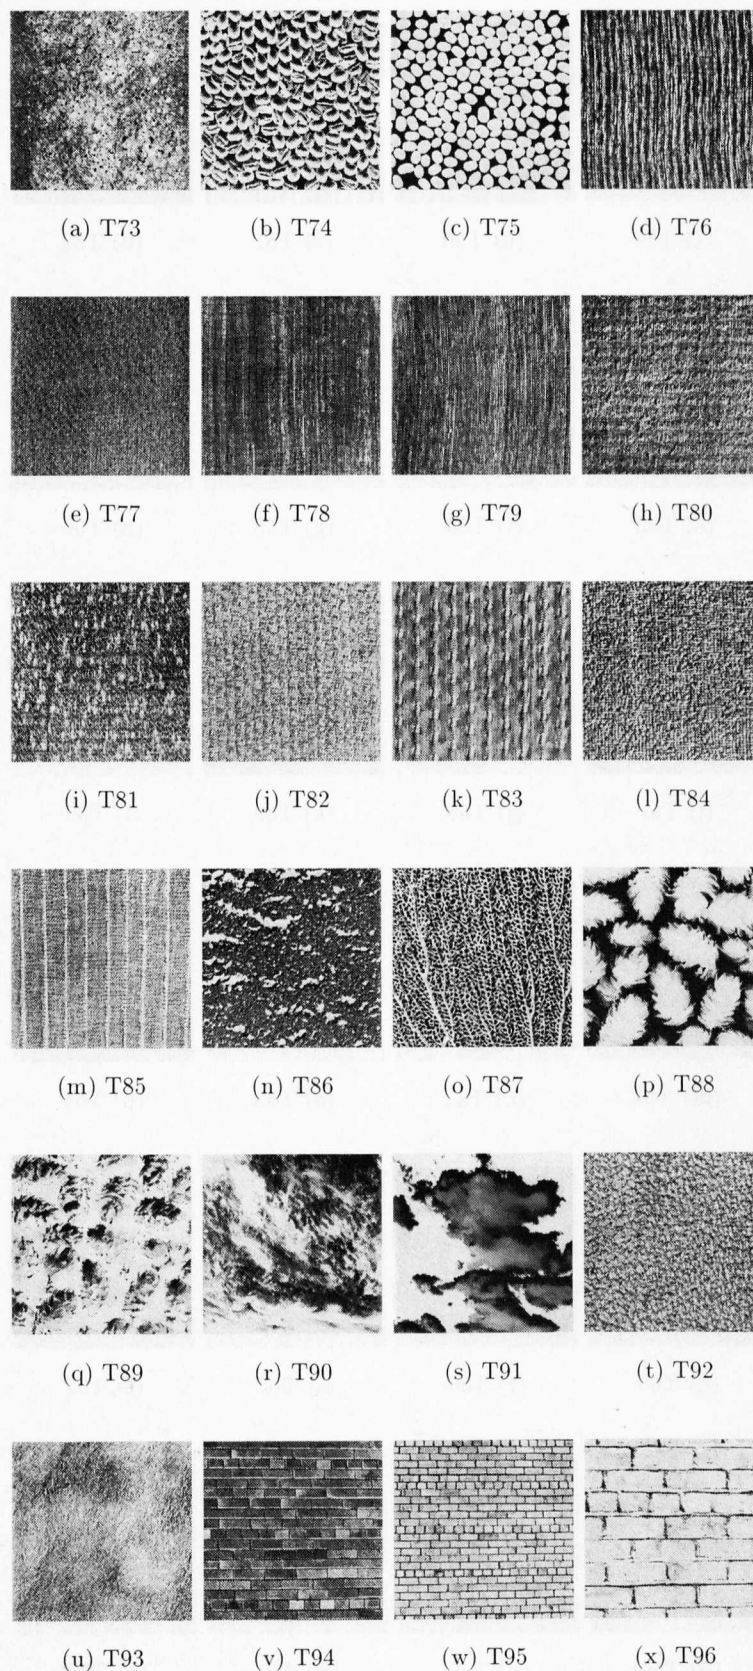 (a) T73 (b) T74 (c) T75 (d) T76
(e) T77 (f) T78 (g) T79 (h) T80
(i) T81 (j) T82 (k) T83 (l) T84
(m) T85 (n) T86 (o) T87 (p) T88
(q) T89 (r) T90 (s) T91 (t) T92
(u) T93 (v) T94 (w) T95 (x) T96